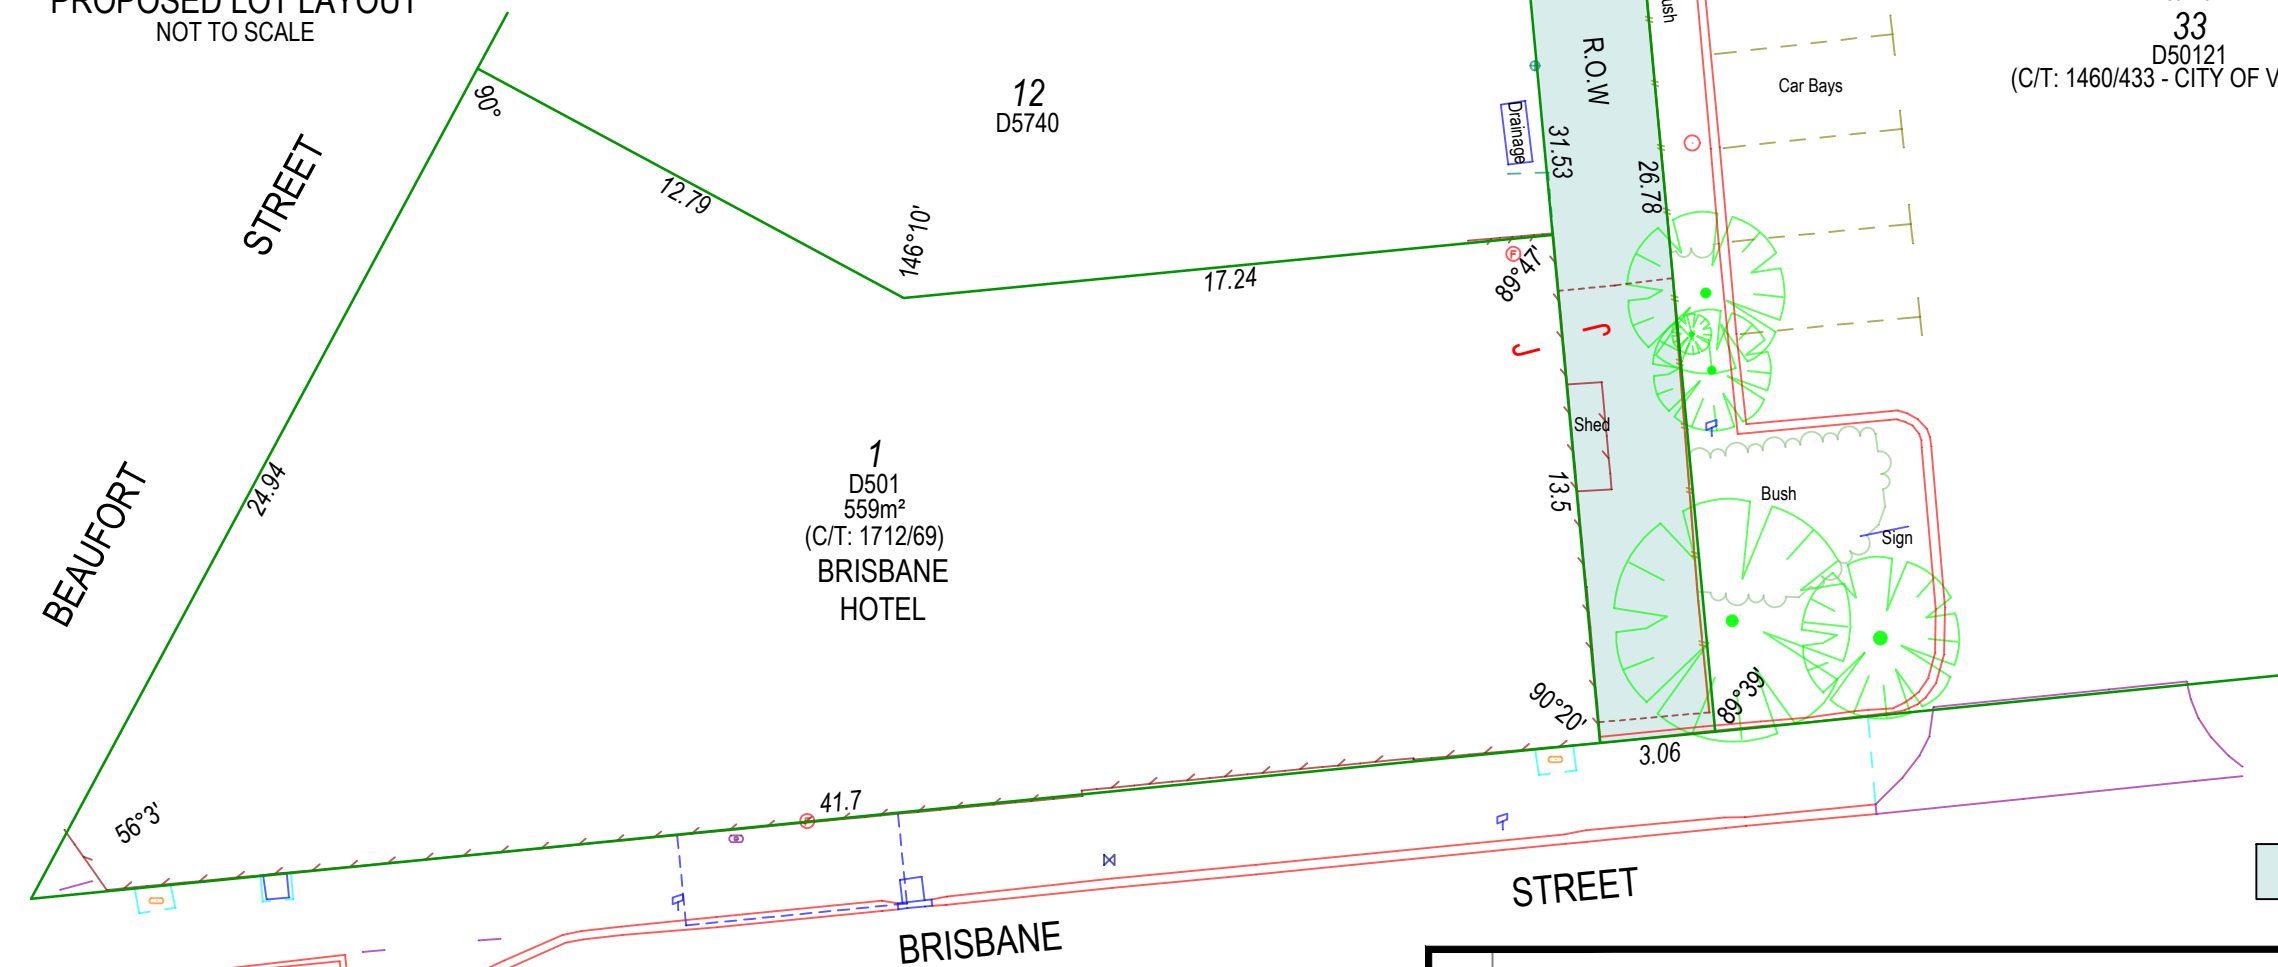 PROPOSED LOT LAYOUT
NOT TO SCALE
33
D50121
(C/T: 1460/433 - CITY OF V
Car Bays
R.O.W
12
D5740
Drainage
31.53
26.78
90°
12.79
146°10'
17.24
89°47'
STREET
BEAUFORT
24.94
J
J
1
D501
559m²
(C/T: 1712/69)
BRISBANE
HOTEL
Shed
13.5
Bush
Sign
90°20'
89°39'
3.06
56°3'
41.7
BRISBANE
STREET